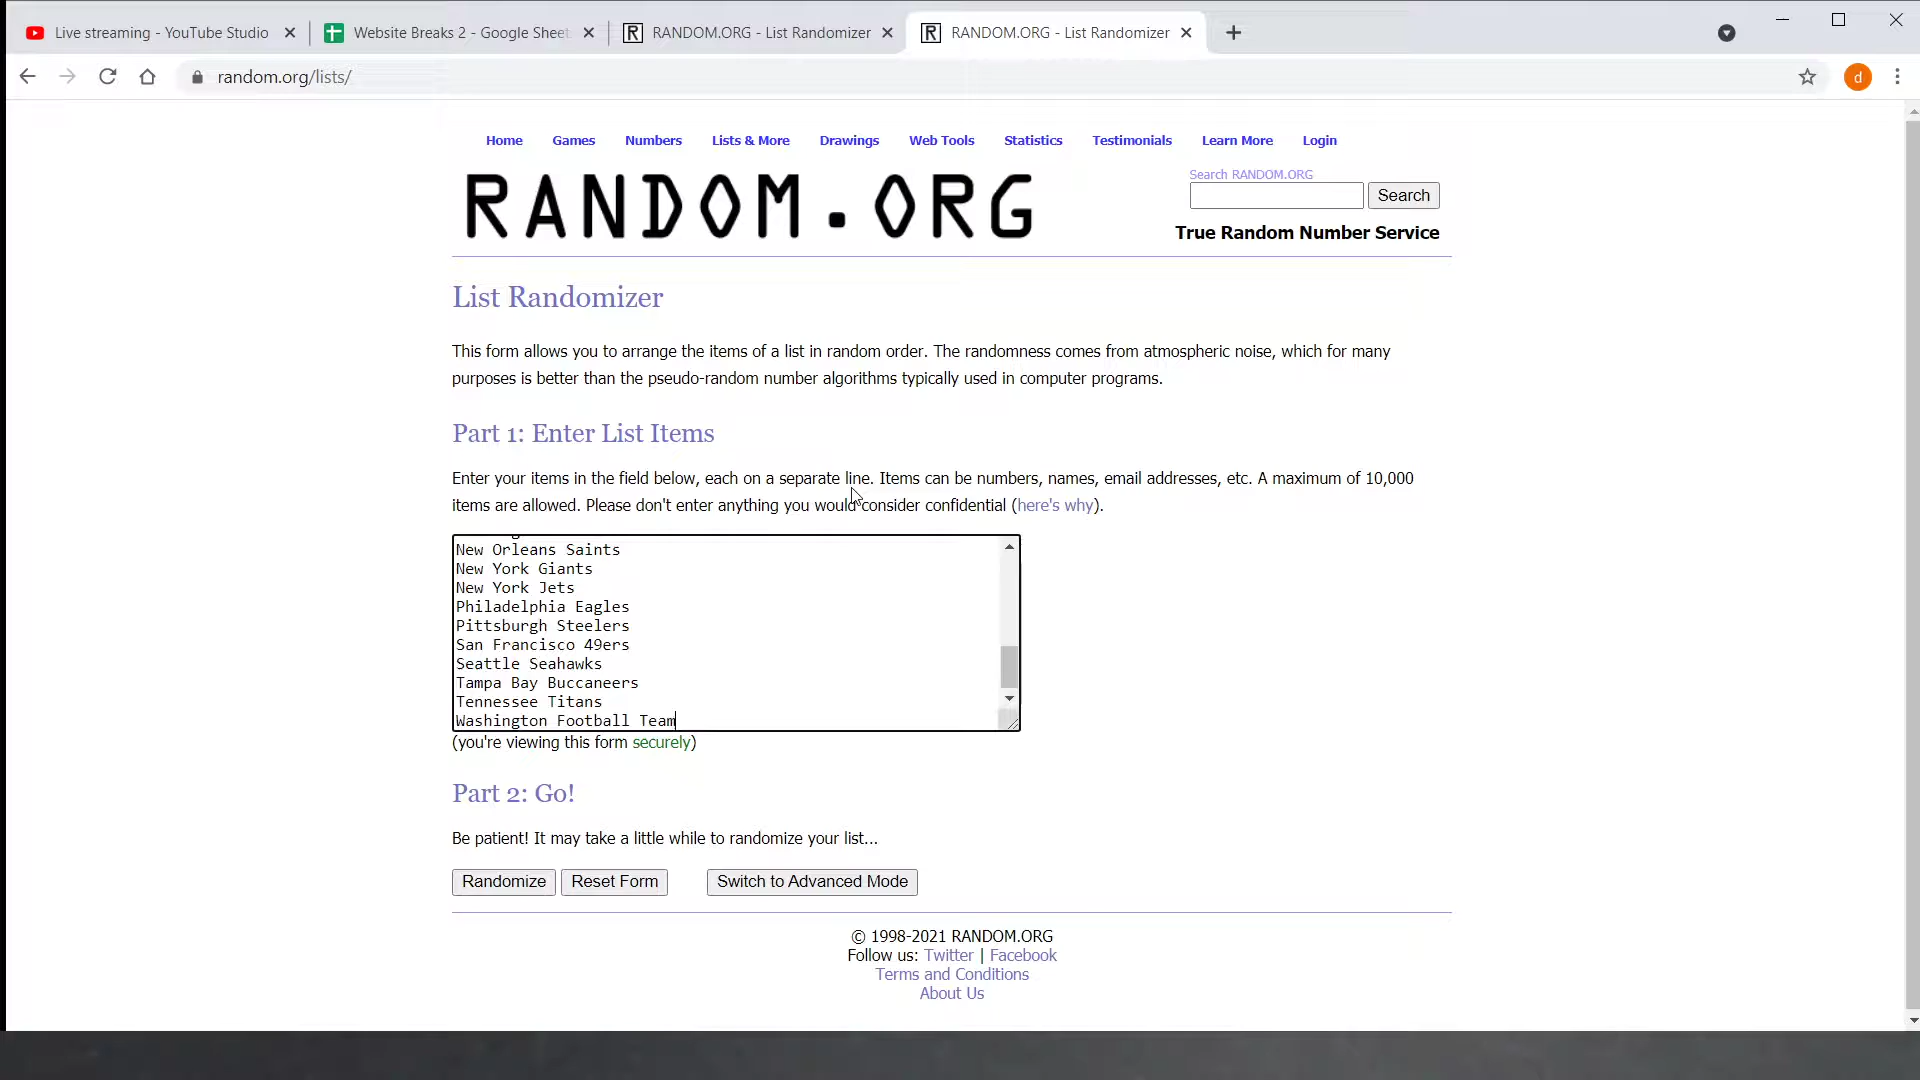 Live streaming - YouTube Studio
Website Breaks 2 - Google Sheet
RANDOM.ORG - List Randomizer
RANDOM.ORG - List Randomizer
random.org/lists/
d
Home Games Numbers Lists & More Drawings Web Tools Statistics Testimonials Learn More Login
RANDOM.ORG
Search RANDOM.ORG
Search
True Random Number Service
List Randomizer
This form allows you to arrange the items of a list in random order. The randomness comes from atmospheric noise, which for many
purposes is better than the pseudo-random number algorithms typically used in computer programs.
Part 1: Enter List Items
Enter your items in the field below, each on a separate line. Items can be numbers, names, email addresses, etc. A maximum of 10,000
items are allowed. Please don't enter anything you would consider confidential (here's why).
New Orleans Saints
New York Giants
New York Jets
Philadelphia Eagles
Pittsburgh Steelers
San Francisco 49ers
Seattle Seahawks
Tampa Bay Buccaneers
Tennessee Titans
Washington Football Team
(you're viewing this form securely)
Part 2: Go!
Be patient! It may take a little while to randomize your list...
Randomize Reset Form Switch to Advanced Mode
© 1998-2021 RANDOM.ORG
Follow us: Twitter | Facebook
Terms and Conditions
About Us